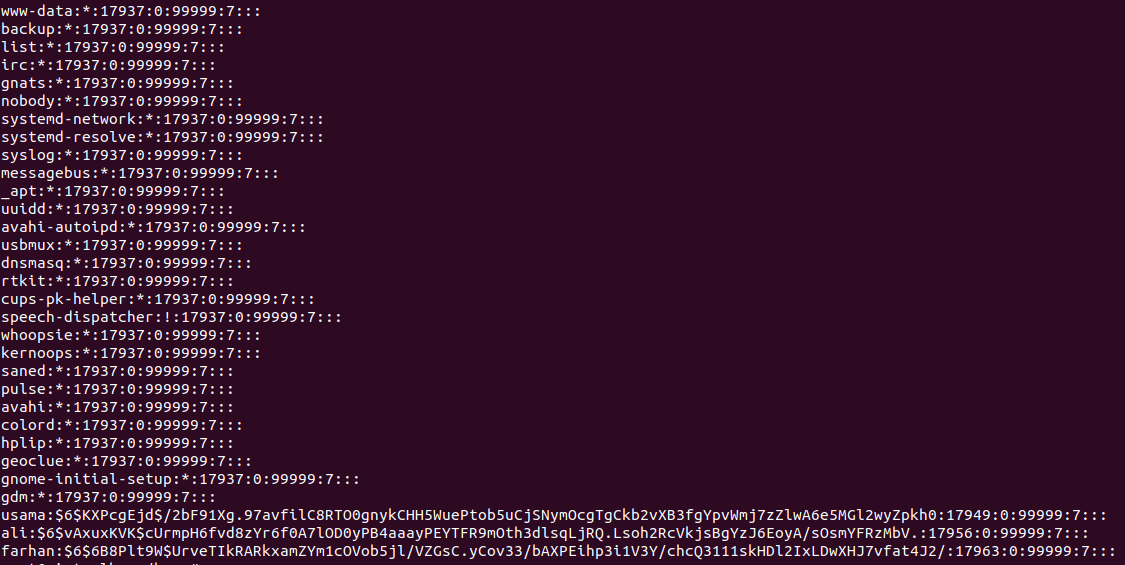 www-data:*:17937:0:99999:7:::
backup:*:17937:0:99999:7:::
list:*:17937:0:99999:7:::
irc:*:17937:0:99999:7:::
gnats:*:17937:0:99999:7:::
nobody:*:17937:0:99999:7:::
systemd-network:*:17937:0:99999:7:::
systemd-resolve:*:17937:0:99999:7:::
syslog:*:17937:0:99999:7:::
messagebus:*:17937:0:99999:7:::
_apt:*:17937:0:99999:7:::
uuidd:*:17937:0:99999:7:::
avahi-autoipd:*:17937:0:99999:7:::
usbmux:*:17937:0:99999:7:::
dnsmasq:*:17937:0:99999:7:::
rtkit:*:17937:0:99999:7:::
cups-pk-helper:*:17937:0:99999:7:::
speech-dispatcher:!:17937:0:99999:7:::
whoopsie:*:17937:0:99999:7:::
kernoops:*:17937:0:99999:7:::
saned:*:17937:0:99999:7:::
pulse:*:17937:0:99999:7:::
avahi:*:17937:0:99999:7:::
colord:*:17937:0:99999:7:::
hplip:*:17937:0:99999:7:::
geoclue:*:17937:0:99999:7:::
gnome-initial-setup:*:17937:0:99999:7:::
gdm:*:17937:0:99999:7:::
usama:$6$KXPcgEjd$/2bF91Xg.97avfilC8RTO0gnykCHH5WuePtob5uCjSNymOcgTgCkb2vXB3fgYpvWmj7zZlwA6e5MGl2wyZpkh0:17949:0:99999:7:::
ali:$6$vAxuxKVK$cUrmpH6fvd8zYr6f0A7lOD0yPB4aaayPEYTFR9mOth3dlsqLjRQ.Lsoh2RcVkjsBgYzJ6EoyA/sOsmYFRzMbV.:17956:0:99999:7:::
farhan:$6$6B8Plt9W$UrveTIkRARkxamZYm1cOVob5jl/VZGsC.yCov33/bAXPEihp3i1V3Y/chcQ3111skHDl2IxLDwXHJ7vfat4J2/:17963:0:99999:7:::